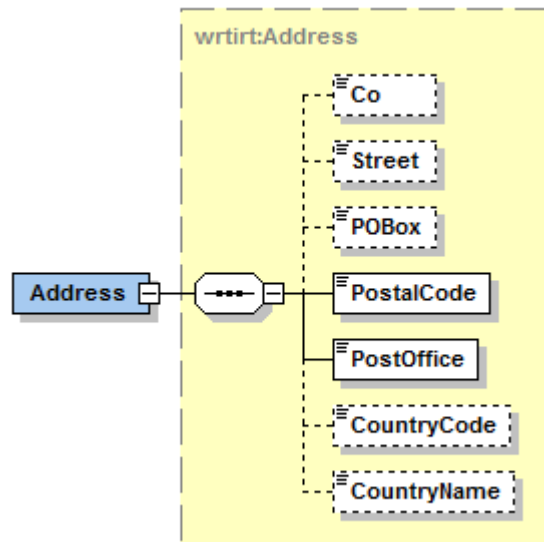 wrtirt:Address
Co
Street
POBox
Address
PostalCode
PostOffice
CountryCode
CountryName